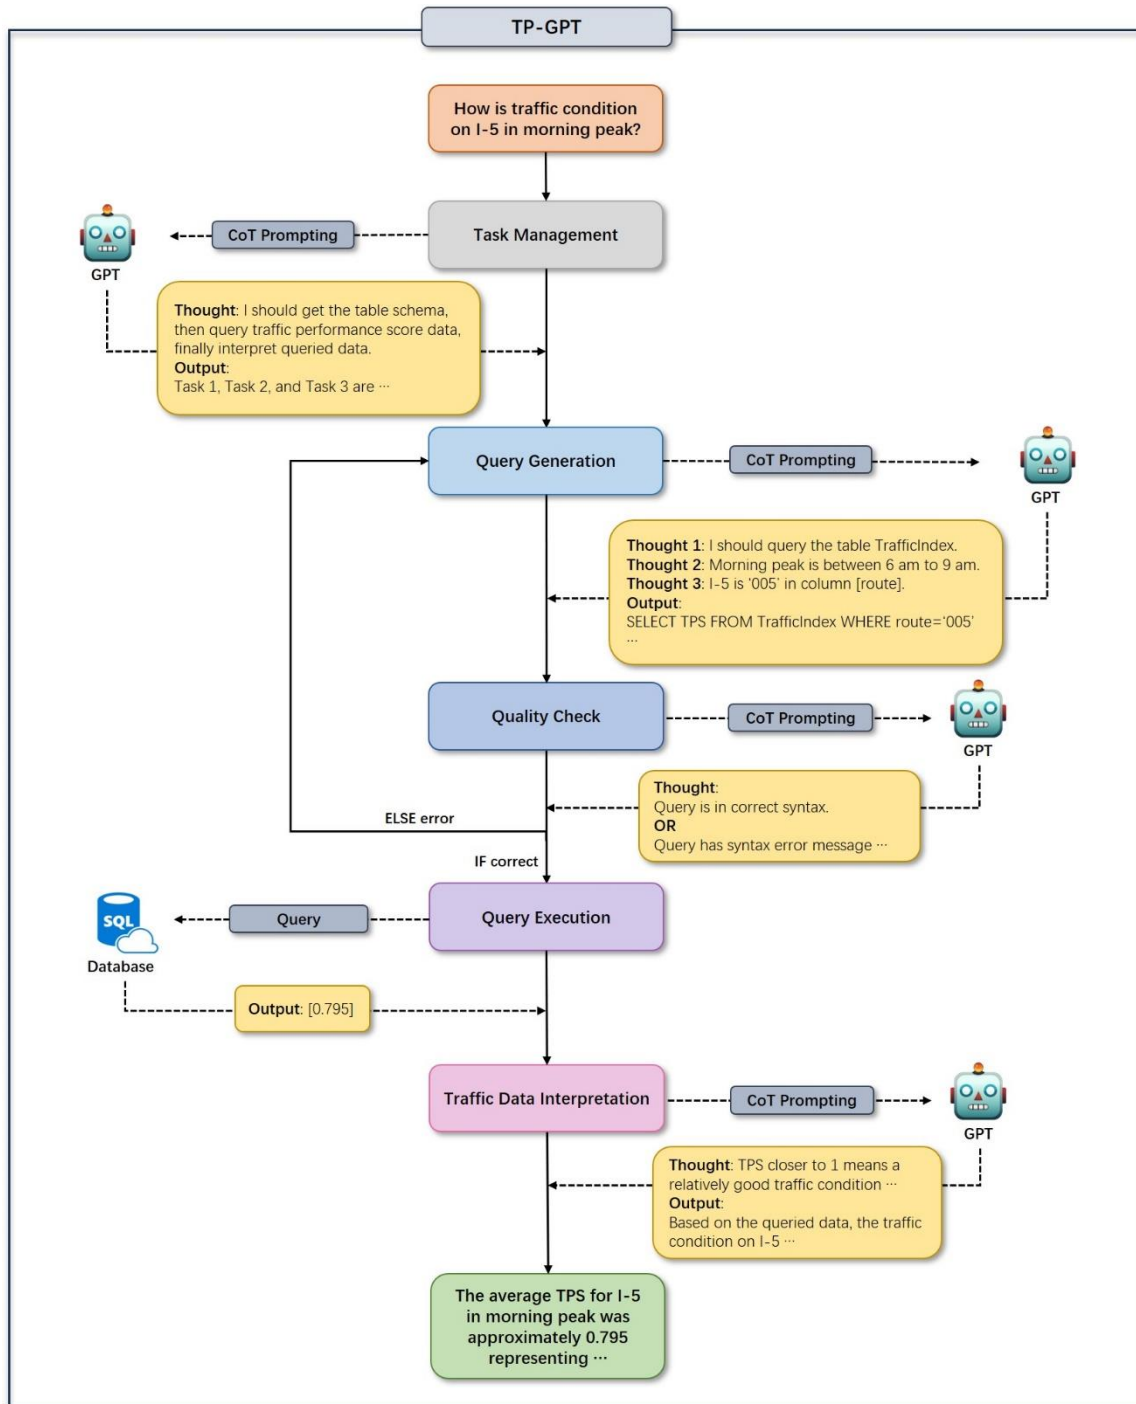 TP-GPT
How is traffic condition
on I-5 in morning peak?
Task Management
CoT Prompting
GPT
Thought: I should get the table schema,
then query traffic performance score data,
finally interpret queried data.
Output:
Task 1, Task 2, and Task 3 are ···
Query Generation
CoT Prompting
GPT
Thought 1: I should query the table TrafficIndex.
Thought 2: Morning peak is between 6 am to 9 am.
Thought 3: I-5 is ‘005’ in column [route].
Output:
SELECT TPS FROM TrafficIndex WHERE route=‘005’
···
Quality Check
CoT Prompting
GPT
Thought:
Query is in correct syntax.
OR
Query has syntax error message ···
ELSE error
IF correct
Query Execution
Query
SQL
Database
Output: [0.795]
Traffic Data Interpretation
CoT Prompting
GPT
Thought: TPS closer to 1 means a
relatively good traffic condition ···
Output:
Based on the queried data, the traffic
condition on I-5 ···
The average TPS for I-5
in morning peak was
approximately 0.795
representing ···